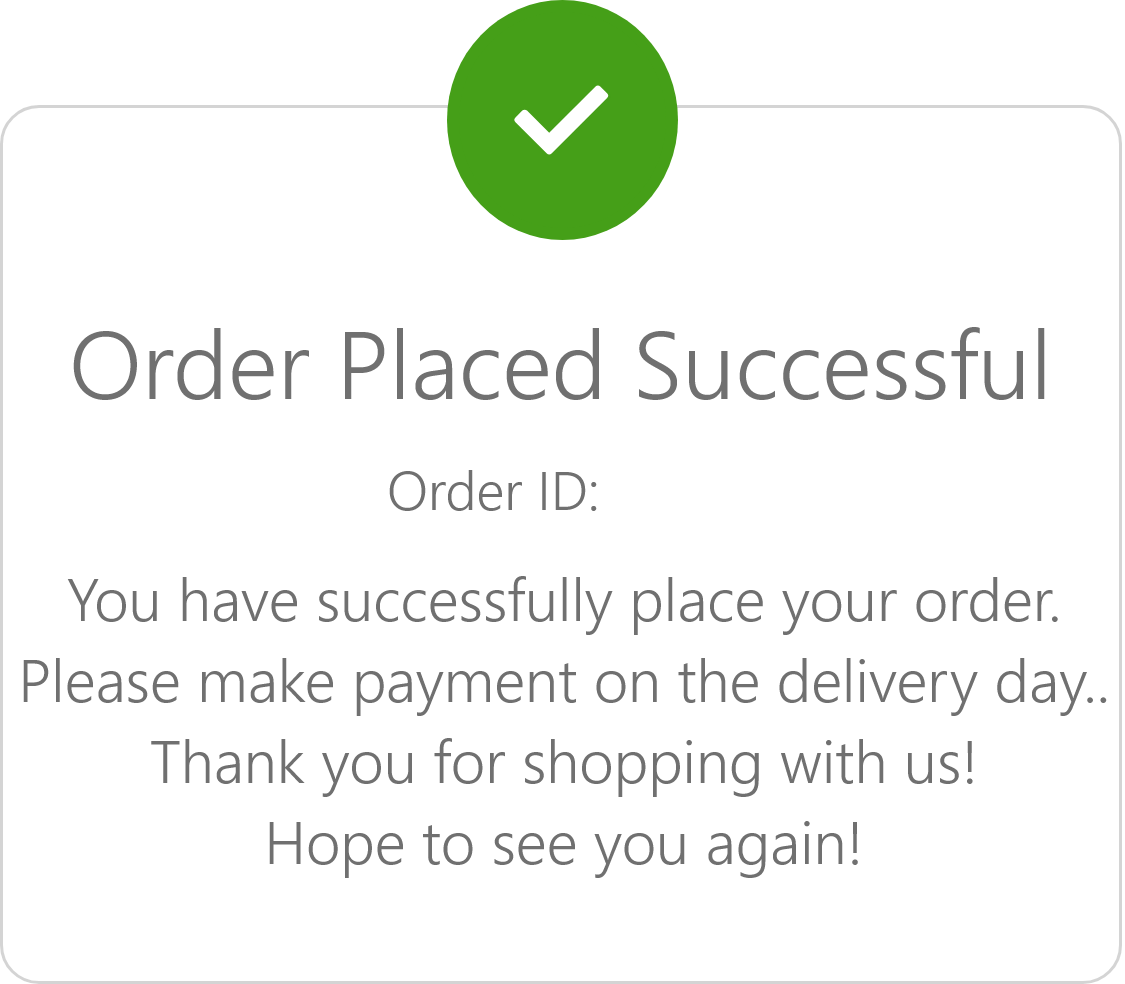 Order Placed Successful
Order ID:
You have successfully place your order.
Please make payment on the delivery day..
Thank you for shopping with us!
Hope to see you again!